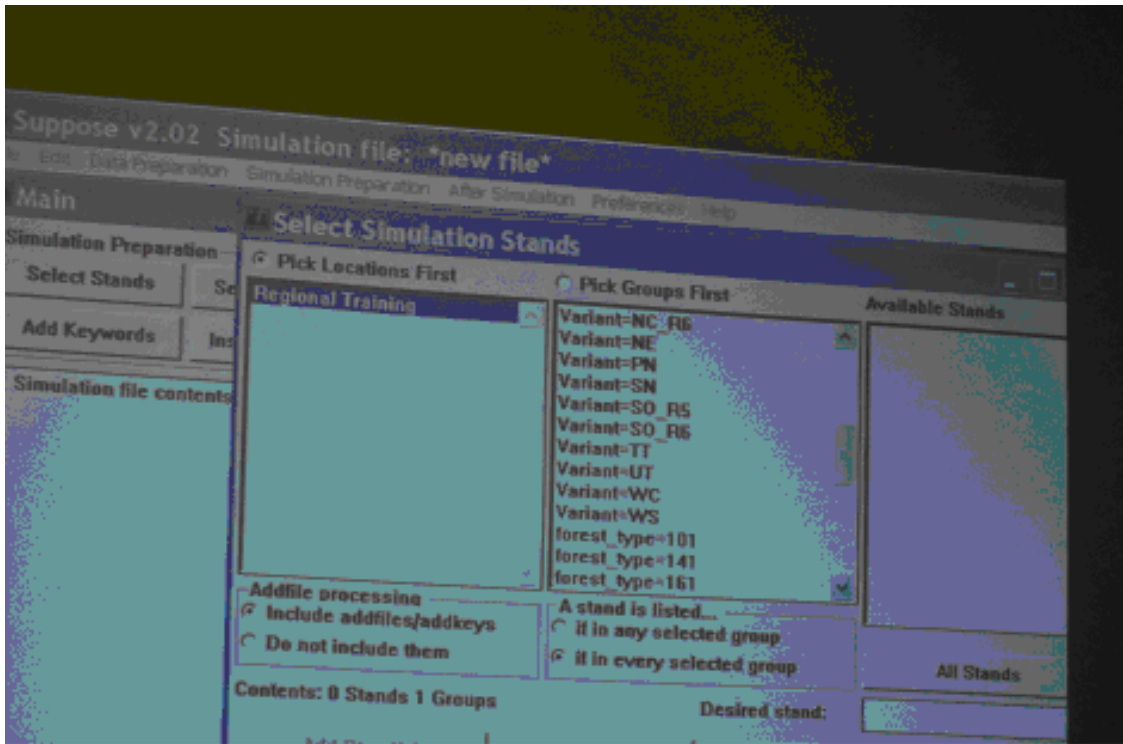 Suppose v2.02 Simulation file: *new file*
Edit Data Preparation Simulation Preparation After Simulation Preferences Help
Main
Select Simulation Stands
Simulation Preparation
Pick Locations First
Pick Groups First
Available Stands
Select Stands
Se
Regional Training
Add Keywords
Ins
Simulation file contents
Variant=NC_R6
Variant=NE
Variant=PN
Variant=SN
Variant=SO_R5
Variant=SO_R6
Variant=TT
Variant=UT
Variant=WC
Variant=WS
forest_type=101
forest_type=141
forest_type=161
Addfile processing
Include addfiles/addkeys
Do not include them
A stand is listed...
if in any selected group
if in every selected group
All Stands
Contents: 0 Stands 1 Groups
Desired stand: